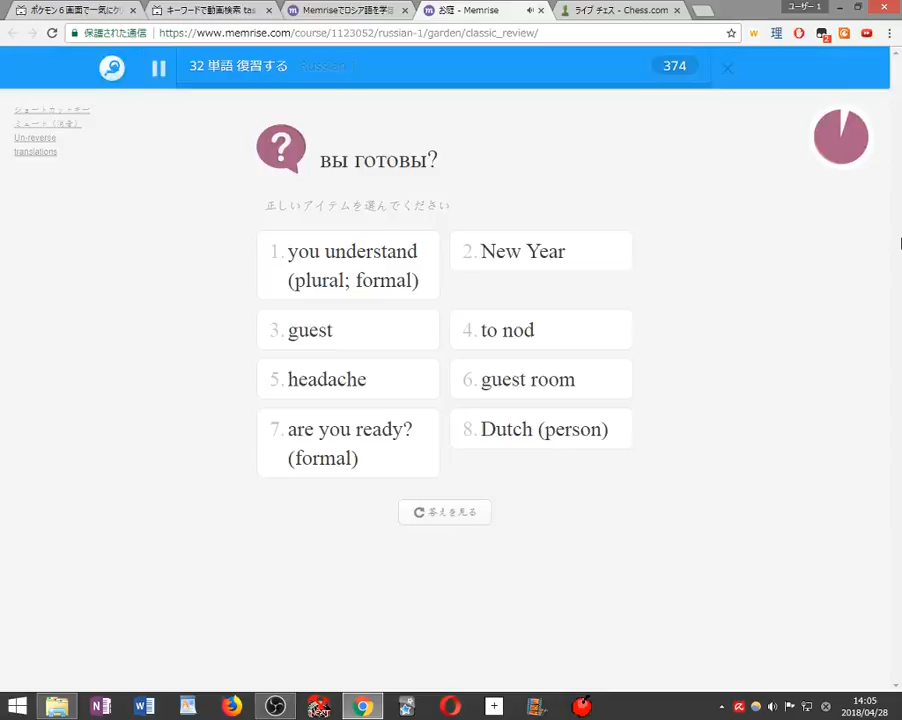 ポケモン６画面で一気にク
キーワードで動画検索 tas
Memriseでロシア語を学ぶ
お庭 - Memrise
ライブ チェス - Chess.com
ユーザー 1
保護された通信
https://www.memrise.com/course/1123052/russian-1/garden/classic_review/
32 単語 復習する
Russian 1
374
ショートカットキー
Un-reverse
translations
вы готовы?
正しいアイテムを選んでください
1. you understand
(plural; formal)
2. New Year
3. guest
4. to nod
5. headache
6. guest room
7. are you ready?
(formal)
8. Dutch (person)
答えを見る
14:05
2018/04/28